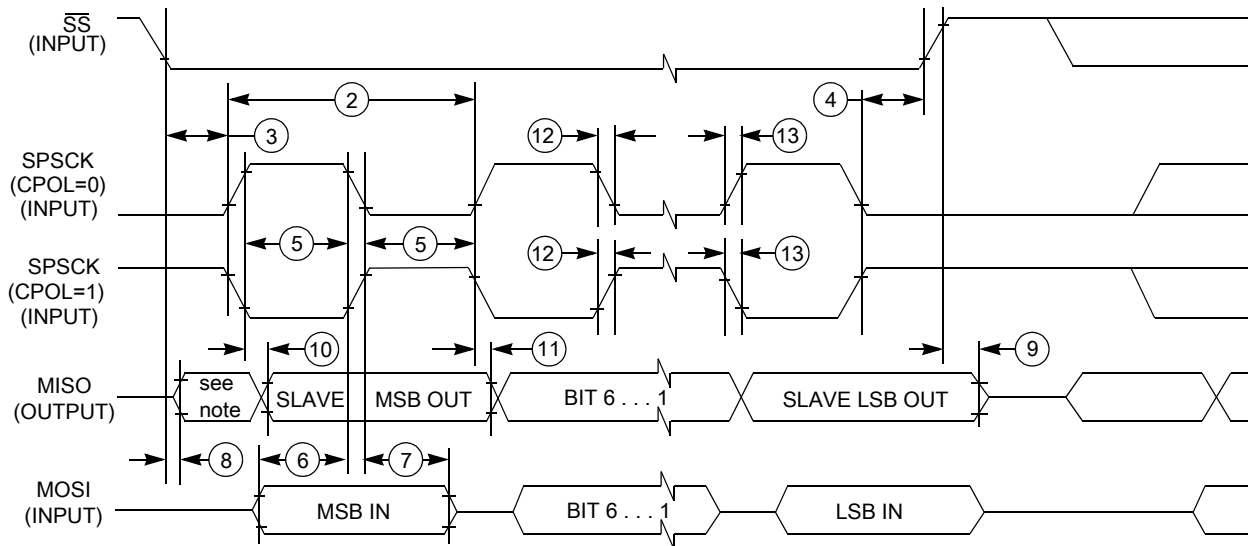 SS
(INPUT)
2
4
3
12
13
SPSCK
(CPOL=0)
(INPUT)
5
5
12
13
SPSCK
(CPOL=1)
(INPUT)
10
11
9
MISO
(OUTPUT)
see
note
SLAVE
MSB OUT
BIT 6 . . . 1
SLAVE LSB OUT
8
6
7
MOSI
(INPUT)
MSB IN
BIT 6 . . . 1
LSB IN